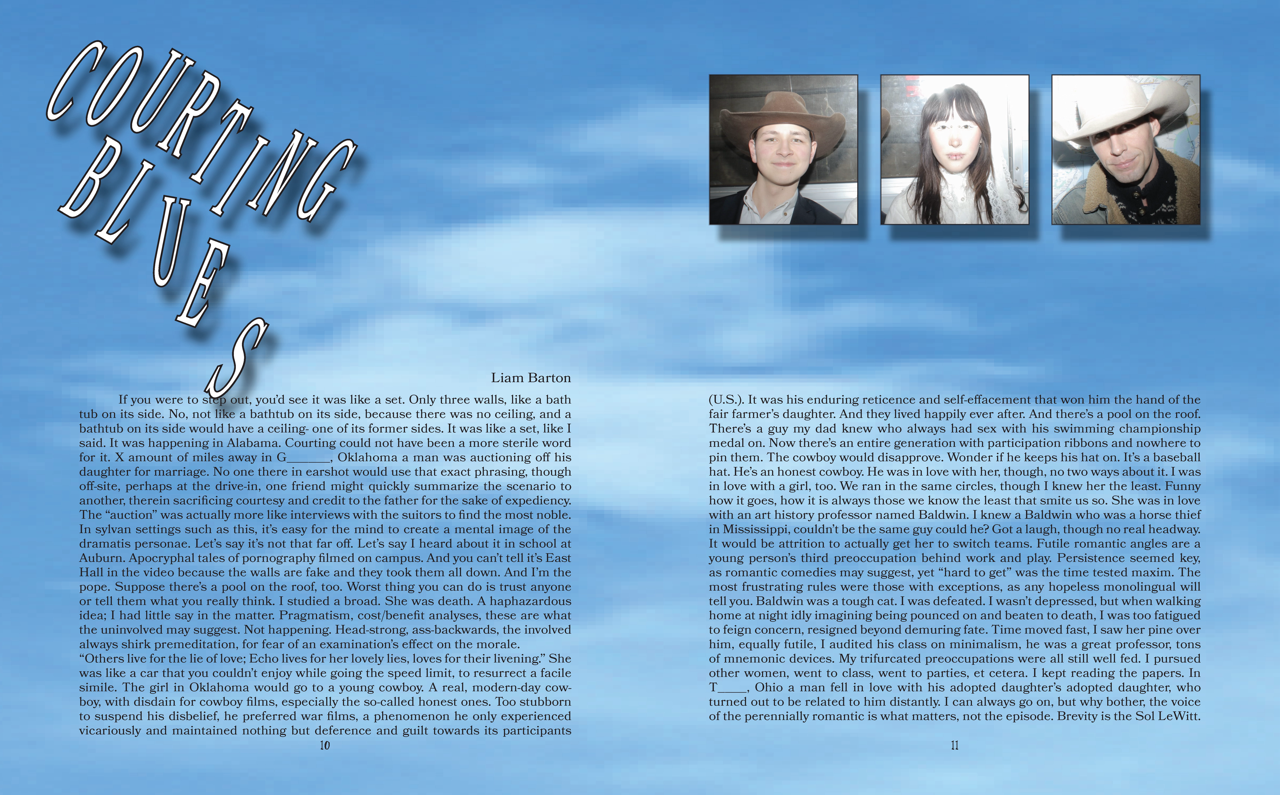 COURTING
BLUES
Liam Barton
If you were to step out, you’d see it was like a set. Only three walls, like a bath
tub on its side. No, not like a bathtub on its side, because there was no ceiling, and a
bathtub on its side would have a ceiling- one of its former sides. It was like a set, like I
said. It was happening in Alabama. Courting could not have been a more sterile word
for it. X amount of miles away in G_______, Oklahoma a man was auctioning off his
daughter for marriage. No one there in earshot would use that exact phrasing, though
off-site, perhaps at the drive-in, one friend might quickly summarize the scenario to
another, therein sacrificing courtesy and credit to the father for the sake of expediency.
The “auction” was actually more like interviews with the suitors to find the most noble.
In sylvan settings such as this, it’s easy for the mind to create a mental image of the
dramatis personae. Let’s say it’s not that far off. Let’s say I heard about it in school at
Auburn. Apocryphal tales of pornography filmed on campus. And you can’t tell it’s East
Hall in the video because the walls are fake and they took them all down. And I’m the
pope. Suppose there’s a pool on the roof, too. Worst thing you can do is trust anyone
or tell them what you really think. I studied a broad. She was death. A haphazardous
idea; I had little say in the matter. Pragmatism, cost/benefit analyses, these are what
the uninvolved may suggest. Not happening. Head-strong, ass-backwards, the involved
always shirk premeditation, for fear of an examination’s effect on the morale.
“Others live for the lie of love; Echo lives for her lovely lies, loves for their livening.” She
was like a car that you couldn’t enjoy while going the speed limit, to resurrect a facile
simile. The girl in Oklahoma would go to a young cowboy. A real, modern-day cow-
boy, with disdain for cowboy films, especially the so-called honest ones. Too stubborn
to suspend his disbelief, he preferred war films, a phenomenon he only experienced
vicariously and maintained nothing but deference and guilt towards its participants
10
(U.S.). It was his enduring reticence and self-effacement that won him the hand of the
fair farmer’s daughter. And they lived happily ever after. And there’s a pool on the roof.
There’s a guy my dad knew who always had sex with his swimming championship
medal on. Now there’s an entire generation with participation ribbons and nowhere to
pin them. The cowboy would disapprove. Wonder if he keeps his hat on. It’s a baseball
hat. He’s an honest cowboy. He was in love with her, though, no two ways about it. I was
in love with a girl, too. We ran in the same circles, though I knew her the least. Funny
how it goes, how it is always those we know the least that smite us so. She was in love
with an art history professor named Baldwin. I knew a Baldwin who was a horse thief
in Mississippi, couldn’t be the same guy could he? Got a laugh, though no real headway.
It would be attrition to actually get her to switch teams. Futile romantic angles are a
young person’s third preoccupation behind work and play. Persistence seemed key,
as romantic comedies may suggest, yet “hard to get” was the time tested maxim. The
most frustrating rules were those with exceptions, as any hopeless monolingual will
tell you. Baldwin was a tough cat. I was defeated. I wasn’t depressed, but when walking
home at night idly imagining being pounced on and beaten to death, I was too fatigued
to feign concern, resigned beyond demuring fate. Time moved fast, I saw her pine over
him, equally futile, I audited his class on minimalism, he was a great professor, tons
of mnemonic devices. My trifurcated preoccupations were all still well fed. I pursued
other women, went to class, went to parties, et cetera. I kept reading the papers. In
T_____, Ohio a man fell in love with his adopted daughter’s adopted daughter, who
turned out to be related to him distantly. I can always go on, but why bother, the voice
of the perennially romantic is what matters, not the episode. Brevity is the Sol LeWitt.
11